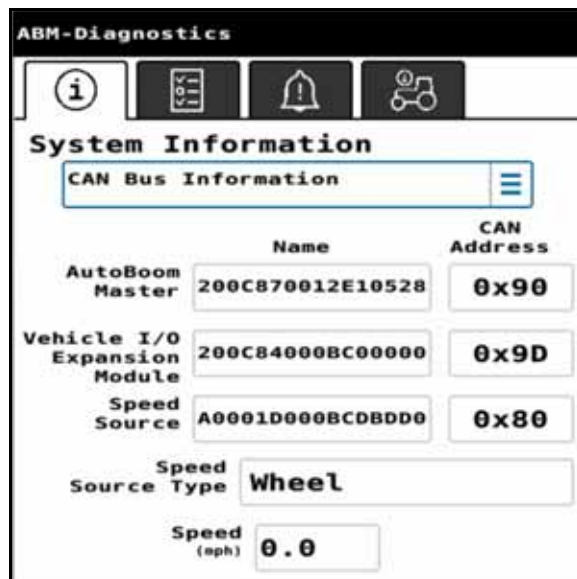 ABM-Diagnostics
System Information
CAN Bus Information
Name
CAN
Address
AutoBoom
Master
200C870012E10528
0x90
Vehicle I/O
Expansion
Module
200C84000BC00000
0x9D
Speed
Source
A0001D000BCDBDD0
0x80
Speed
Source Type
Wheel
Speed
(mph)
0.0